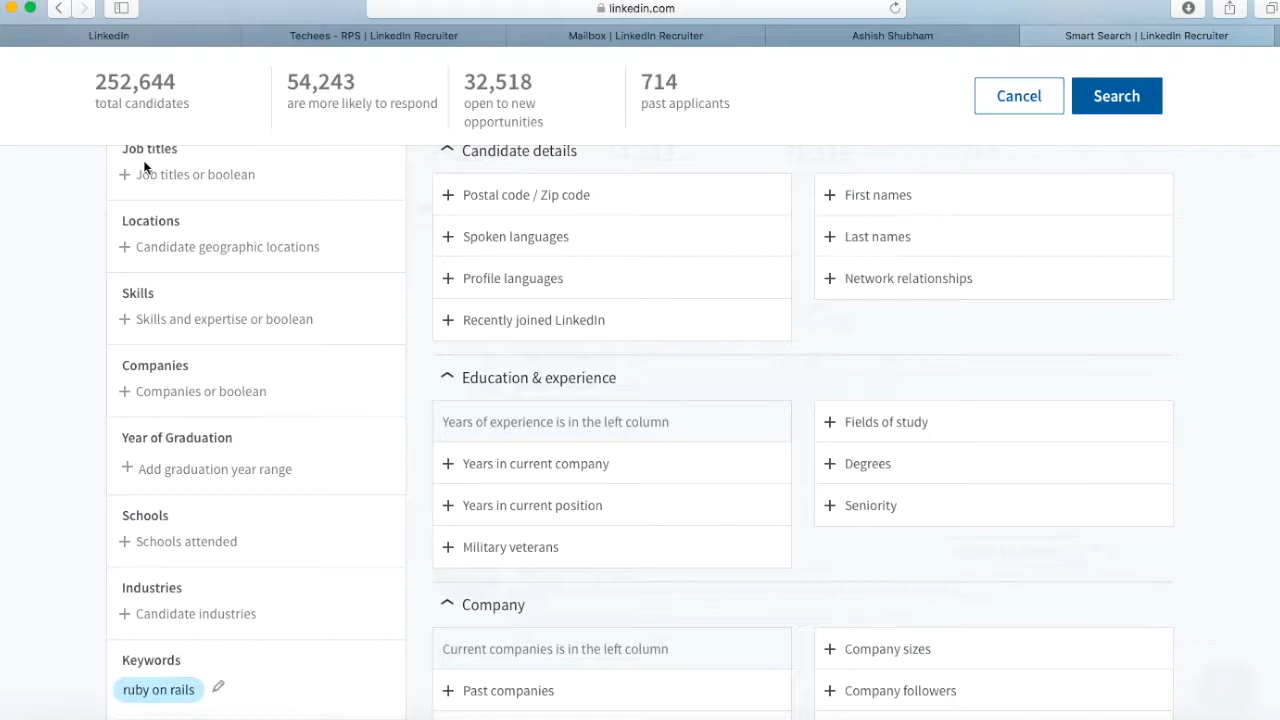 linkedin.com
LinkedIn
Techees - RPS | LinkedIn Recruiter
Mailbox | LinkedIn Recruiter
Ashish Shubham
Smart Search | LinkedIn Recruiter
252,644
total candidates
54,243
are more likely to respond
32,518
open to new
opportunities
714
past applicants
Cancel
Search
Job titles
+ Job titles or boolean
Locations
+ Candidate geographic locations
Skills
+ Skills and expertise or boolean
Companies
+ Companies or boolean
Year of Graduation
+ Add graduation year range
Schools
+ Schools attended
Industries
+ Candidate industries
Keywords
ruby on rails
Candidate details
+ Postal code / Zip code
+ Spoken languages
+ Profile languages
+ Recently joined LinkedIn
+ First names
+ Last names
+ Network relationships
Education & experience
Years of experience is in the left column
+ Years in current company
+ Years in current position
+ Military veterans
+ Fields of study
+ Degrees
+ Seniority
Company
Current companies is in the left column
+ Past companies
+ Company sizes
+ Company followers